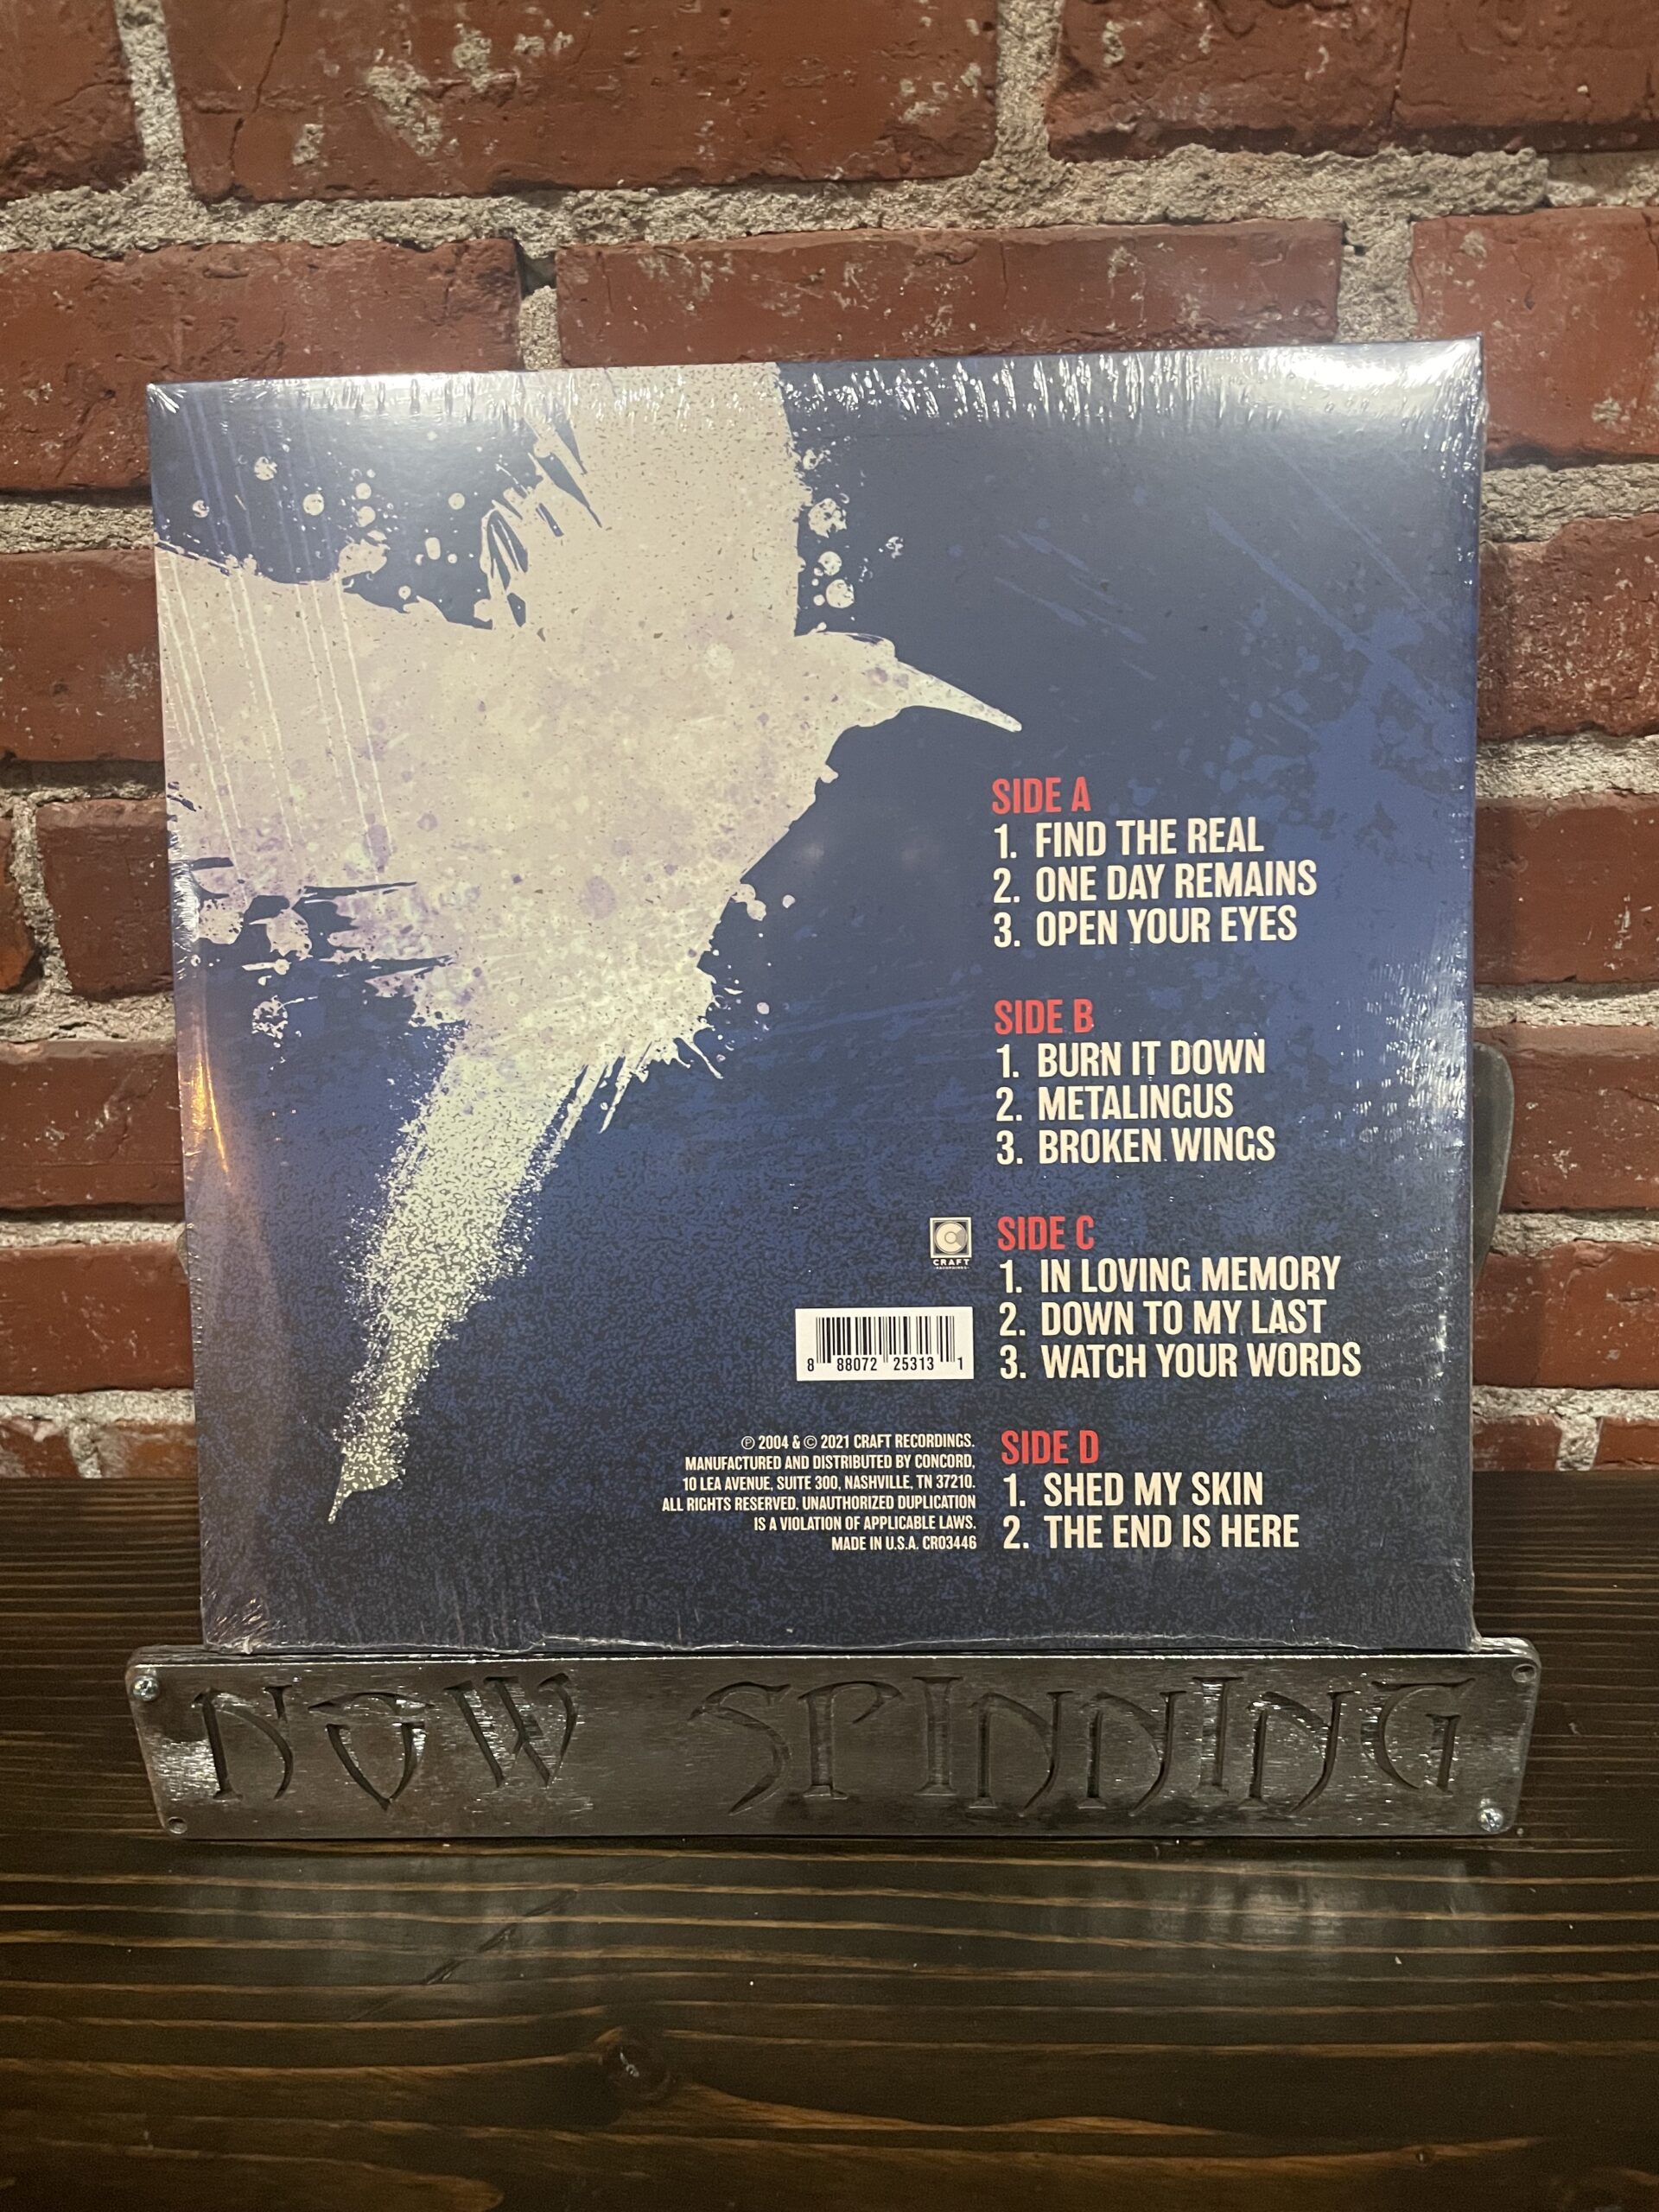 SIDE A
1. FIND THE REAL
2. ONE DAY REMAINS
3. OPEN YOUR EYES
SIDE B
1. BURN IT DOWN
2. METALINGUS
3. BROKEN WINGS
SIDE C
1. IN LOVING MEMORY
2. DOWN TO MY LAST
3. WATCH YOUR WORDS
SIDE D
1. SHED MY SKIN
2. THE END IS HERE
C
CRAFT
RECORDINGS
8 88072 25313 1
℗ 2004 & © 2021 CRAFT RECORDINGS.
MANUFACTURED AND DISTRIBUTED BY CONCORD,
10 LEA AVENUE, SUITE 300, NASHVILLE, TN 37210.
ALL RIGHTS RESERVED. UNAUTHORIZED DUPLICATION
IS A VIOLATION OF APPLICABLE LAWS.
MADE IN U.S.A. CR03446
NOW SPINNING